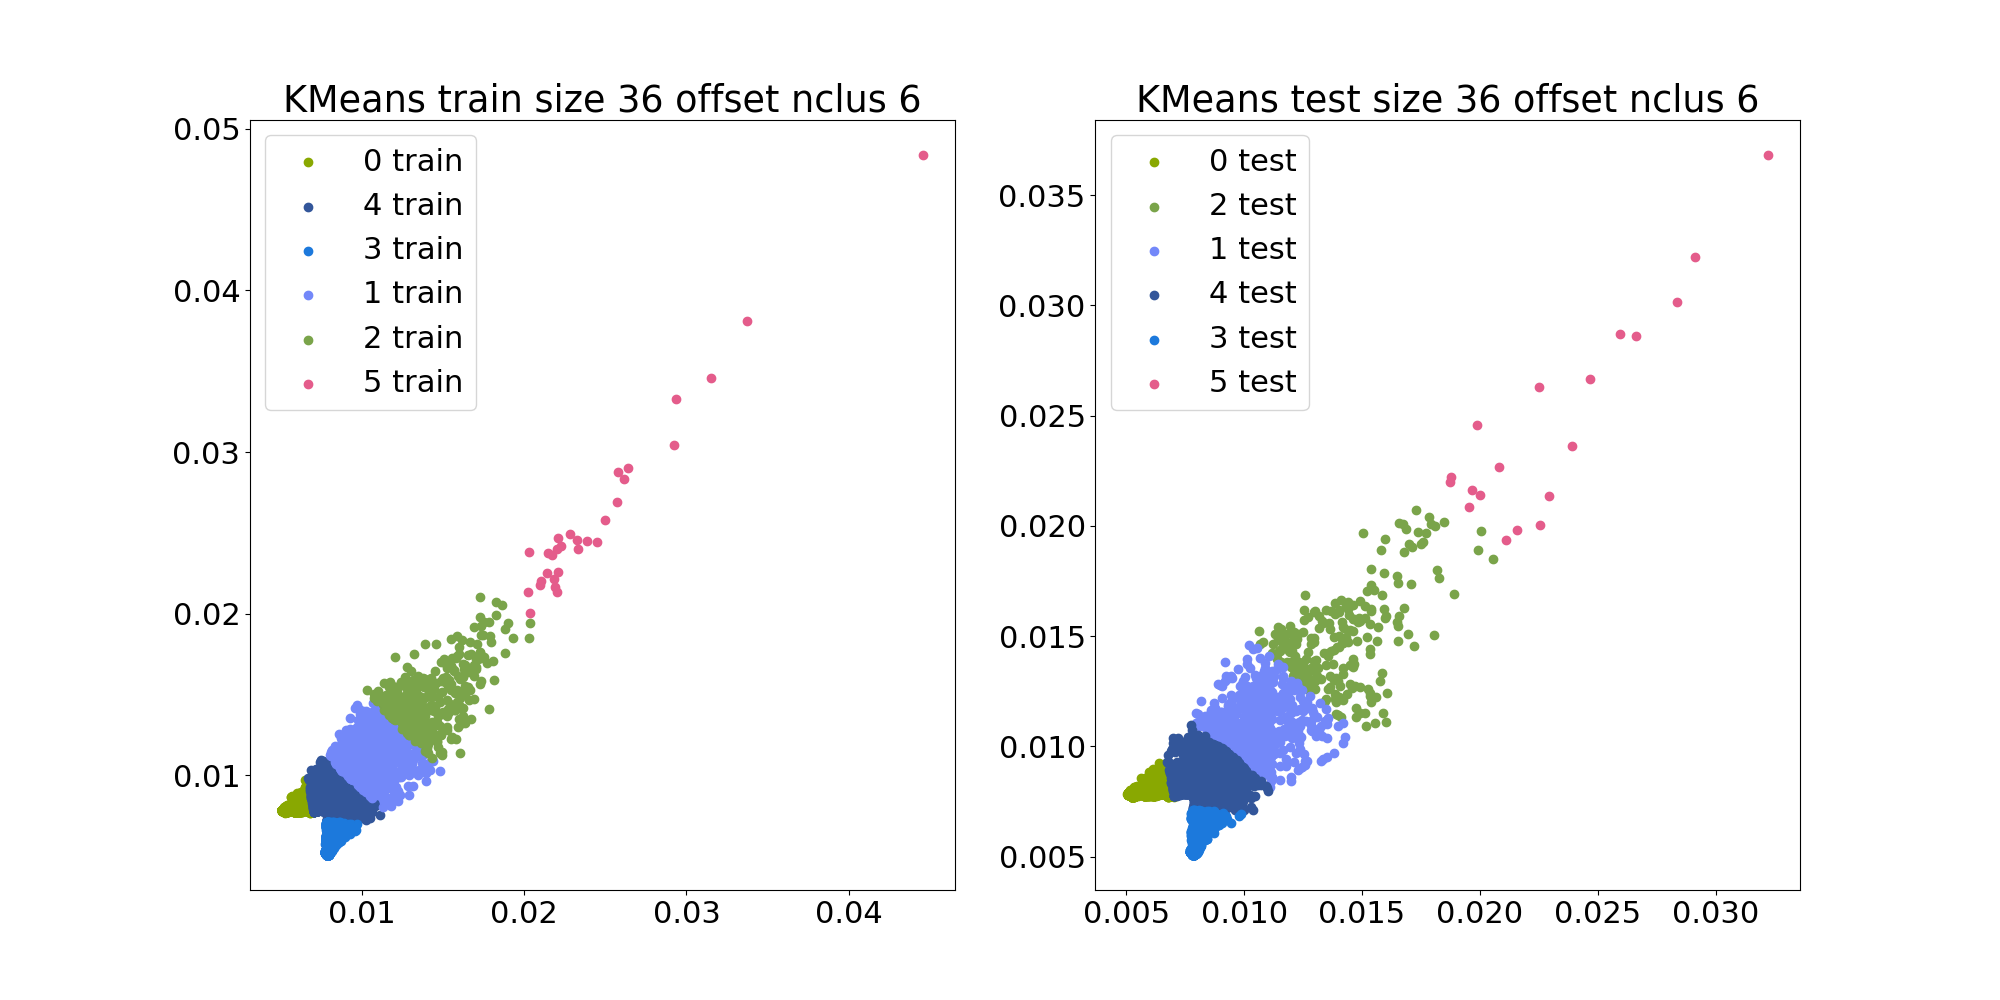 KMeans train size 36 offset nclus 6
0.05
0.04
0.03
0.02
0.01
0 train
4 train
3 train
1 train
2 train
5 train
0.01 0.02 0.03 0.04
KMeans test size 36 offset nclus 6
0.035
0.030
0.025
0.020
0.015
0.010
0.005
0 test
2 test
1 test
4 test
3 test
5 test
0.005 0.010 0.015 0.020 0.025 0.030